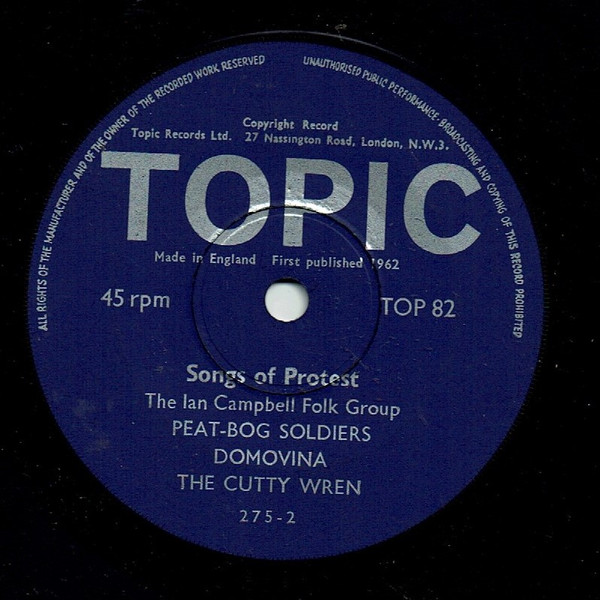 ALL RIGHTS OF THE MANUFACTURER AND OF THE OWNER OF THE RECORDED WORK RESERVED
UNAUTHORISED PUBLIC PERFORMANCE BROADCASTING AND COPYING OF THIS RECORD PROHIBITED
Copyright Record
Topic Records Ltd. 27 Nassington Road, London, N.W.3.
TOPIC
Made in England First published 1962
45 rpm
TOP 82
Songs of Protest
The Ian Campbell Folk Group
PEAT-BOG SOLDIERS
DOMOVINA
THE CUTTY WREN
275-2